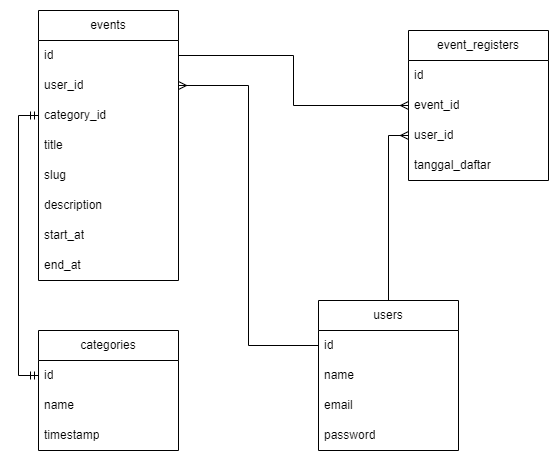 events
id
user_id
category_id
title
slug
description
start_at
end_at
event_registers
id
event_id
user_id
tanggal_daftar
categories
id
name
timestamp
users
id
name
email
password